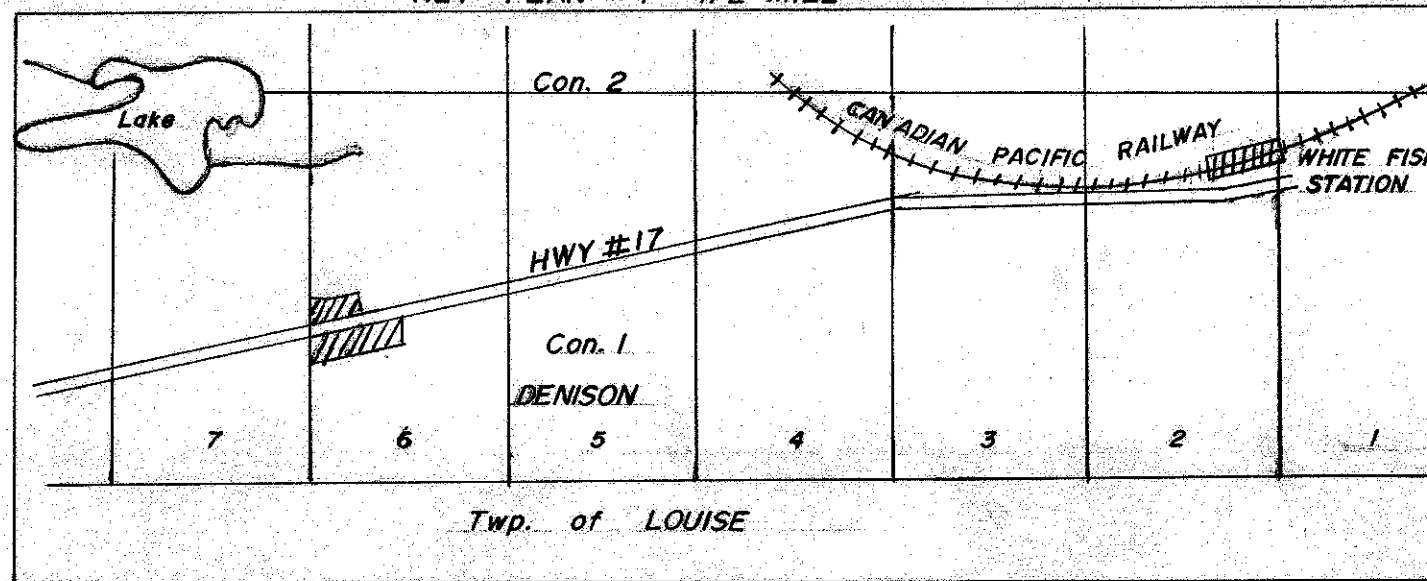 Con. 2
Lake
CANADIAN PACIFIC RAILWAY
WHITE
STATION
HWY #17
Con. 1
DENISON
7 6 5 4 3 2 1
Twp. of LOUISE